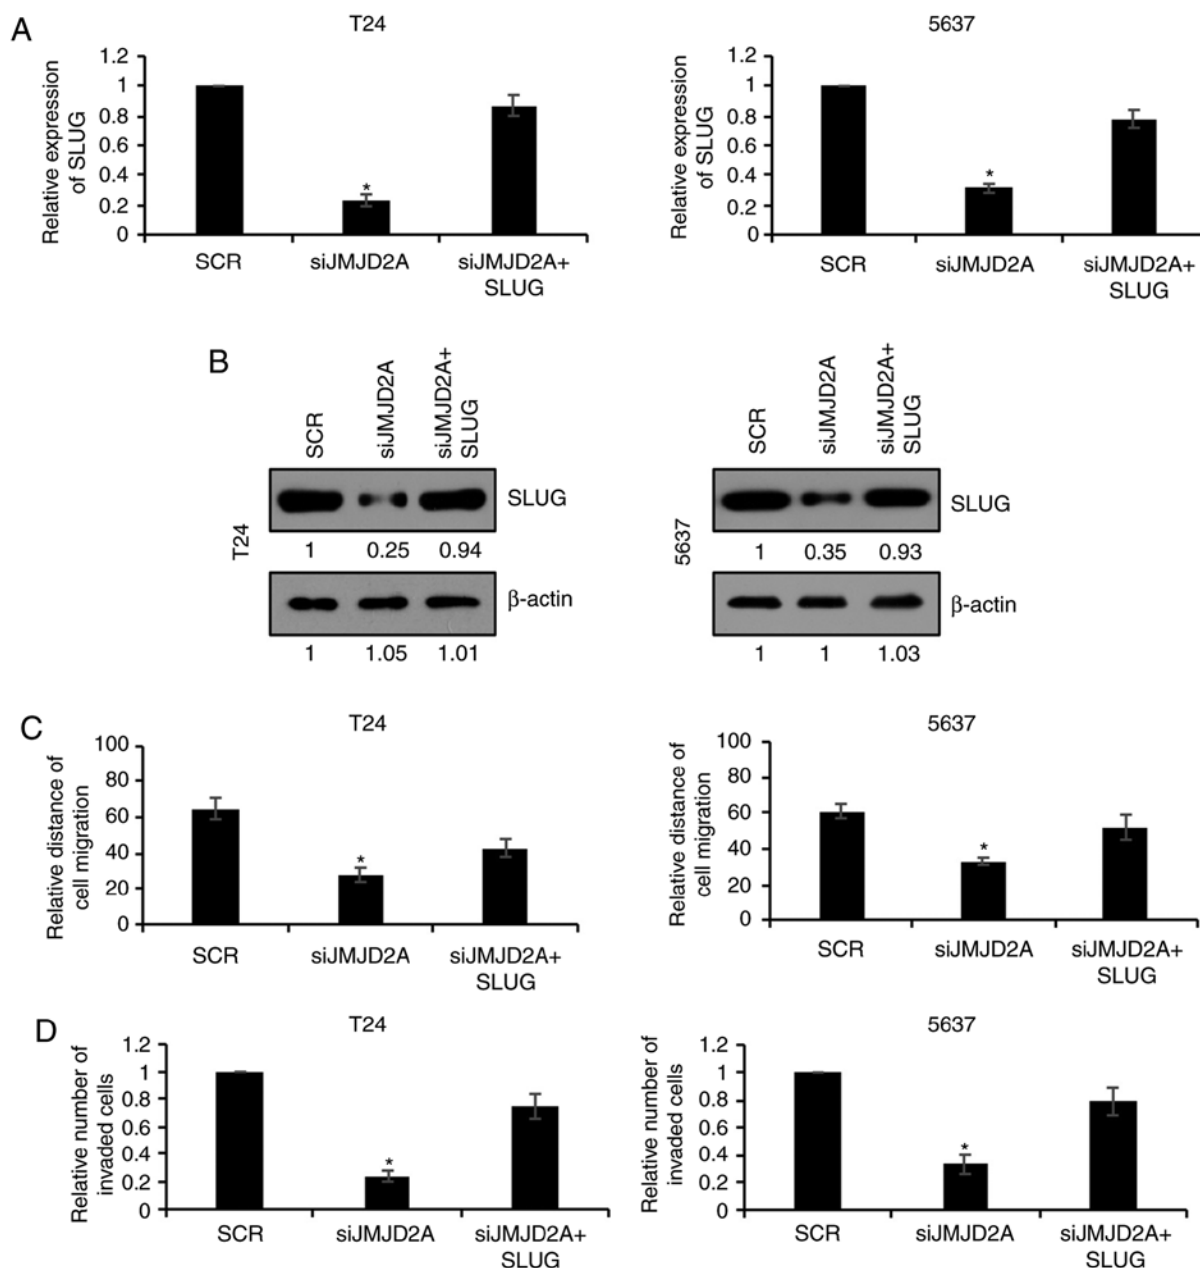 A
T24
Relative expression
of SLUG
1.2
1
0.8
0.6
0.4
0.2
0
*
SCR
siJMJD2A
siJMJD2A+
SLUG
5637
Relative expression
of SLUG
1.2
1
0.8
0.6
0.4
0.2
0
*
SCR
siJMJD2A
siJMJD2A+
SLUG
B
T24
SCR
siJMJD2A
siJMJD2A+
SLUG
SLUG
1 0.25 0.94
β-actin
1 1.05 1.01
5637
SCR
siJMJD2A
siJMJD2A+
SLUG
SLUG
1 0.35 0.93
β-actin
1 1 1.03
C
T24
Relative distance of
cell migration
100
80
60
40
20
0
*
SCR
siJMJD2A
siJMJD2A+
SLUG
5637
Relative distance of
cell migration
100
80
60
40
20
0
*
SCR
siJMJD2A
siJMJD2A+
SLUG
D
T24
Relative number of
invaded cells
1.2
1
0.8
0.6
0.4
0.2
0
*
SCR
siJMJD2A
siJMJD2A+
SLUG
5637
Relative number of
invaded cells
1.2
1
0.8
0.6
0.4
0.2
0
*
SCR
siJMJD2A
siJMJD2A+
SLUG